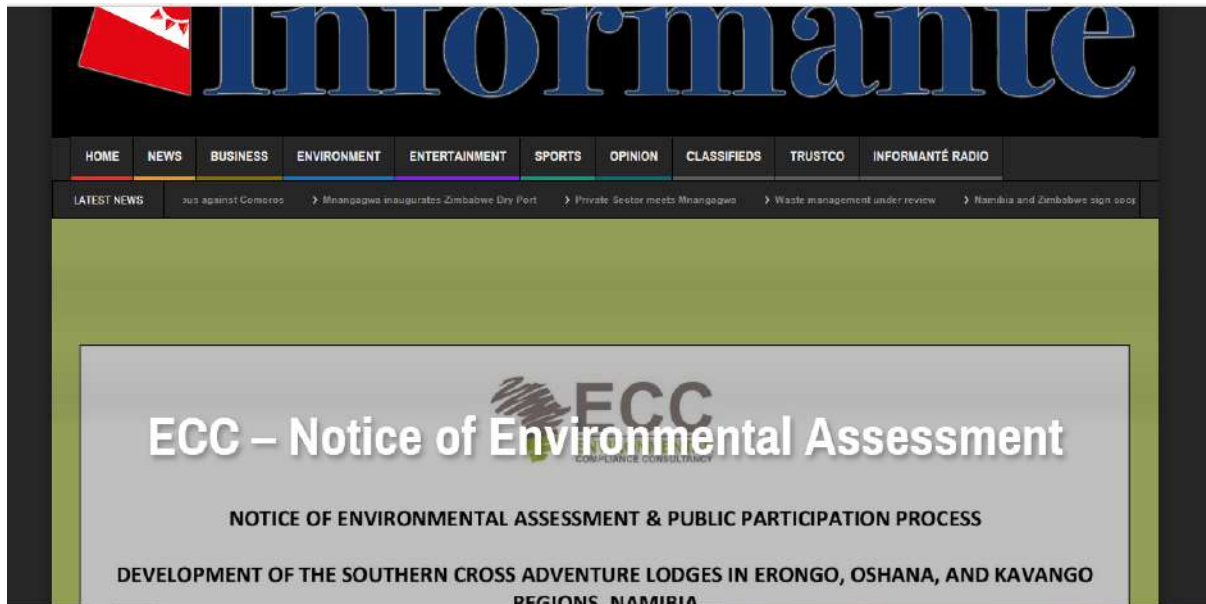 Informanté
HOME NEWS BUSINESS ENVIRONMENT ENTERTAINMENT SPORTS OPINION CLASSIFIEDS TRUSTCO INFORMANTÉ RADIO
LATEST NEWS against Comoros > Mnangagwa inaugurates Zimbabwe Dry Port > Private Sector meets Mnangagwa > Waste management under review > Namibia and Zimbabwe sign
ECC
ECC – Notice of Environmental Assessment
COMPLIANCE CONSULTANCY
NOTICE OF ENVIRONMENTAL ASSESSMENT & PUBLIC PARTICIPATION PROCESS
DEVELOPMENT OF THE SOUTHERN CROSS ADVENTURE LODGES IN ERONGO, OSHANA, AND KAVANGO
REGIONS, NAMIBIA